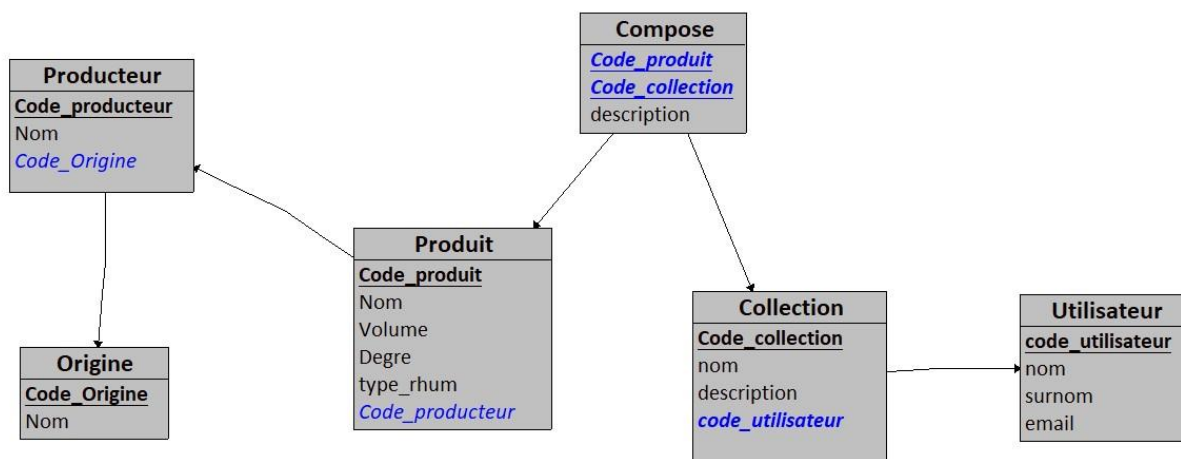 Compose
Code_produit
Code_collection
description
Producteur
Code_producteur
Nom
Code_Origine
Produit
Code_produit
Nom
Volume
Degre
type_rhum
Code_producteur
Origine
Code_Origine
Nom
Collection
Code_collection
nom
description
code_utilisateur
Utilisateur
code_utilisateur
nom
surnom
email